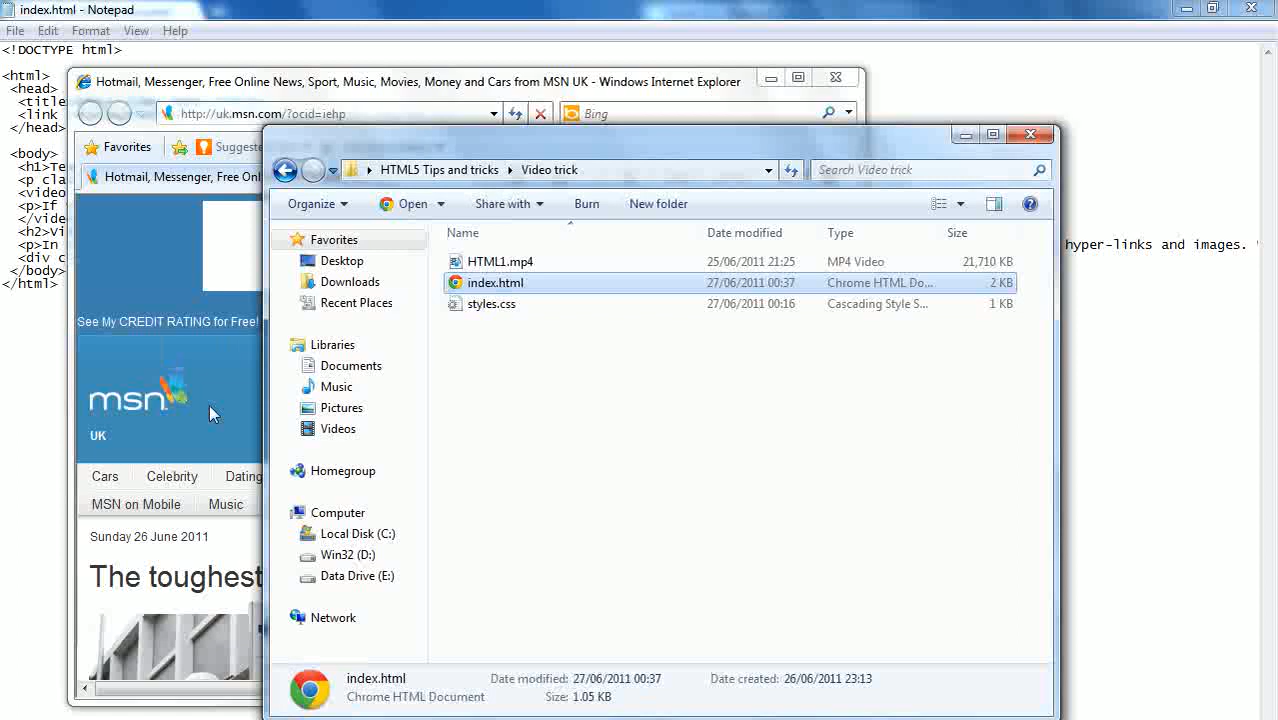 index.html - Notepad
File Edit Format View Help
<!DOCTYPE html>
<html>
<head>
<title
<link
</head>
<body>
<h1>Te
<p cla
<video
<p>If
</video
<h2>Vi
<p>In
hyper-links and images.
<div c
</body>
</html>
Hotmail, Messenger, Free Online News, Sport, Music, Movies, Money and Cars from MSN UK - Windows Internet Explorer
http://uk.msn.com/?ocid=iehp
Bing
Favorites
Suggeste
Hotmail, Messenger, Free Onl
See My CREDIT RATING for Free!
msn
UK
Cars Celebrity Dating
MSN on Mobile Music
Sunday 26 June 2011
The toughest
HTML5 Tips and tricks Video trick
Search Video trick
Organize Open Share with Burn New folder
Name Date modified Type Size
HTML1.mp4 25/06/2011 21:25 MP4 Video 21,710 KB
index.html 27/06/2011 00:37 Chrome HTML Do... 2 KB
styles.css 27/06/2011 00:16 Cascading Style S... 1 KB
Favorites
Desktop
Downloads
Recent Places
Libraries
Documents
Music
Pictures
Videos
Homegroup
Computer
Local Disk (C:)
Win32 (D:)
Data Drive (E:)
Network
index.html Date modified: 27/06/2011 00:37 Date created: 26/06/2011 23:13
Chrome HTML Document Size: 1.05 KB